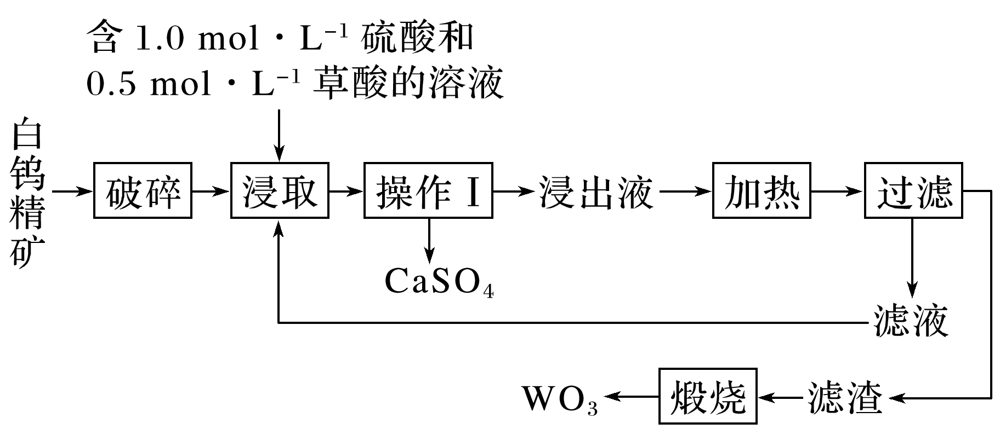 含 1.0 mol · L⁻¹ 硫酸和
0.5 mol · L⁻¹ 草酸的溶液
白钨精矿
破碎
浸取
操作 Ⅰ
浸出液
加热
过滤
CaSO₄
滤液
WO₃
煅烧
滤渣